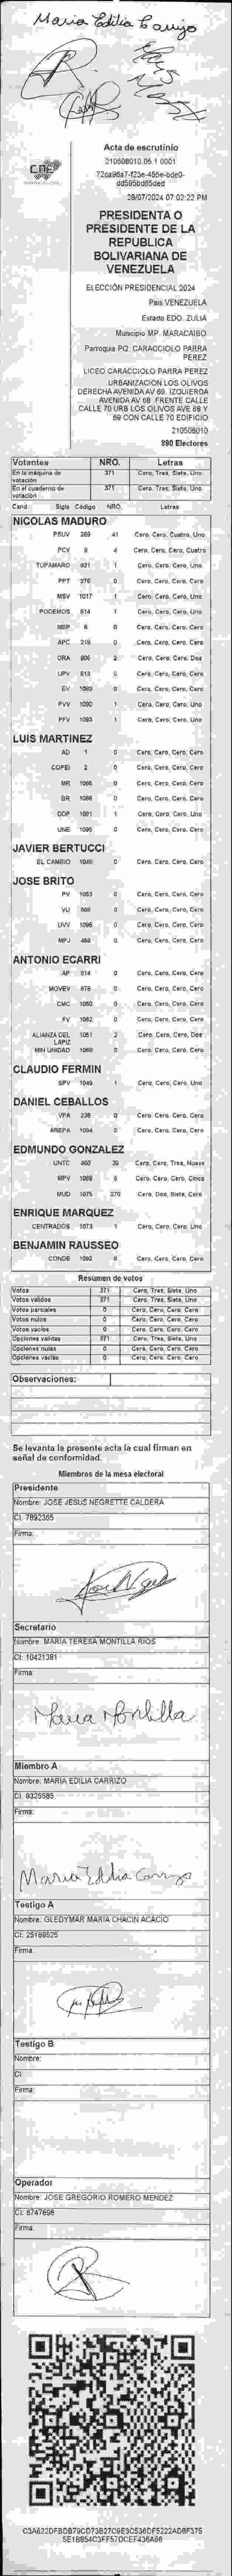 Maria Edilia Carrizo
CNE
Acta de escrutinio
210508010.05.1.0001
28/07/2024 07:02:22 PM
PRESIDENTA O
PRESIDENTE DE LA
REPUBLICA
BOLIVARIANA DE
VENEZUELA
ELECCIÓN PRESIDENCIAL 2024
Pais VENEZUELA
Estado EDO. ZULIA
Municipio MP. MARACAIBO
Parroquia PQ. CARACCIOLO PARRA
PEREZ
LICEO CARACCIOLO PARRA PEREZ
URBANIZACION LOS OLIVOS
DERECHA AVENIDA AV 69. IZQUIERDA
AVENIDA AV 68. FRENTE CALLE
CALLE 70 URB LOS OLIVOS AVE 68 Y
69 CON CALLE 70 EDIFICIO
210508010
890 Electores
Votantes NRO. Letras
En la máquina de votación 371 Cero, Tres, Siete, Uno
En el cuaderno de votación 371 Cero, Tres, Siete, Uno
Cand. Sigla Código NRO. Letras
NICOLAS MADURO
PSUV 269 41 Cero, Cero, Cuatro, Uno
PCV 8 4 Cero, Cero, Cero, Cuatro
TUPAMARO 931 1 Cero, Cero, Cero, Uno
PPT 276 0 Cero, Cero, Cero, Cero
MSV 1017 1 Cero, Cero, Cero, Uno
PODEMOS 514 1 Cero, Cero, Cero, Uno
MEP 6 0 Cero, Cero, Cero, Cero
APC 219 0 Cero, Cero, Cero, Cero
ORA 906 2 Cero, Cero, Cero, Dos
UPV 513 0 Cero, Cero, Cero, Cero
EV 1089 0 Cero, Cero, Cero, Cero
PVV 1090 1 Cero, Cero, Cero, Uno
PFV 1093 1 Cero, Cero, Cero, Uno
LUIS MARTINEZ
AD 1 0 Cero, Cero, Cero, Cero
COPEI 2 0 Cero, Cero, Cero, Cero
MR 1066 0 Cero, Cero, Cero, Cero
BR 1088 0 Cero, Cero, Cero, Cero
DDP 1091 1 Cero, Cero, Cero, Uno
UNE 1095 0 Cero, Cero, Cero, Cero
JAVIER BERTUCCI
EL CAMBIO 1048 0 Cero, Cero, Cero, Cero
JOSE BRITO
PV 1053 0 Cero, Cero, Cero, Cero
VU 868 0 Cero, Cero, Cero, Cero
UVV 1096 0 Cero, Cero, Cero, Cero
MPJ 468 0 Cero, Cero, Cero, Cero
ANTONIO ECARRI
AP 314 0 Cero, Cero, Cero, Cero
MOVEV 878 0 Cero, Cero, Cero, Cero
CMC 1050 0 Cero, Cero, Cero, Cero
FV 1062 0 Cero, Cero, Cero, Cero
ALIANZA DEL LAPIZ 1051 2 Cero, Cero, Cero, Dos
MIN UNIDAD 1068 0 Cero, Cero, Cero, Cero
CLAUDIO FERMIN
SPV 1049 1 Cero, Cero, Cero, Uno
DANIEL CEBALLOS
VPA 238 0 Cero, Cero, Cero, Cero
AREPA 1094 0 Cero, Cero, Cero, Cero
EDMUNDO GONZALEZ
UNTC 460 39 Cero, Cero, Tres, Nueve
MPV 1069 5 Cero, Cero, Cero, Cinco
MUD 1075 270 Cero, Dos, Siete, Cero
ENRIQUE MARQUEZ
CENTRADOS 1073 1 Cero, Cero, Cero, Uno
BENJAMIN RAUSSEO
CONDE 1092 0 Cero, Cero, Cero, Cero
Resumen de votos
Votos 371 Cero, Tres, Siete, Uno
Votos validos 371 Cero, Tres, Siete, Uno
Votos parciales 0 Cero, Cero, Cero, Cero
Votos nulos 0 Cero, Cero, Cero, Cero
Votos vacíos 0 Cero, Cero, Cero, Cero
Opciones validas 371 Cero, Tres, Siete, Uno
Opciones nulas 0 Cero, Cero, Cero, Cero
Opciones vacías 0 Cero, Cero, Cero, Cero
Observaciones:
Se levanta la presente acta la cual firman en
señal de conformidad.
Miembros de la mesa electoral
Presidente
Nombre: JOSE JESUS NEGRETTE CALDERA
CI: 7892355
Firma:
Secretario
Nombre: MARIA TERESA MONTILLA RIOS
CI: 10421381
Firma:
Maria Montilla
Miembro A
Nombre: MARIA EDILIA CARRIZO
CI: 9325585
Firma:
Maria Edilia Carrizo
Testigo A
Nombre: GLEDYMAR MARIA CHACIN ACACIO
CI: 25189525
Firma:
Testigo B
Nombre:
CI:
Firma:
Operador
Nombre: JOSE GREGORIO ROMERO MENDEZ
CI: 8747696
Firma: